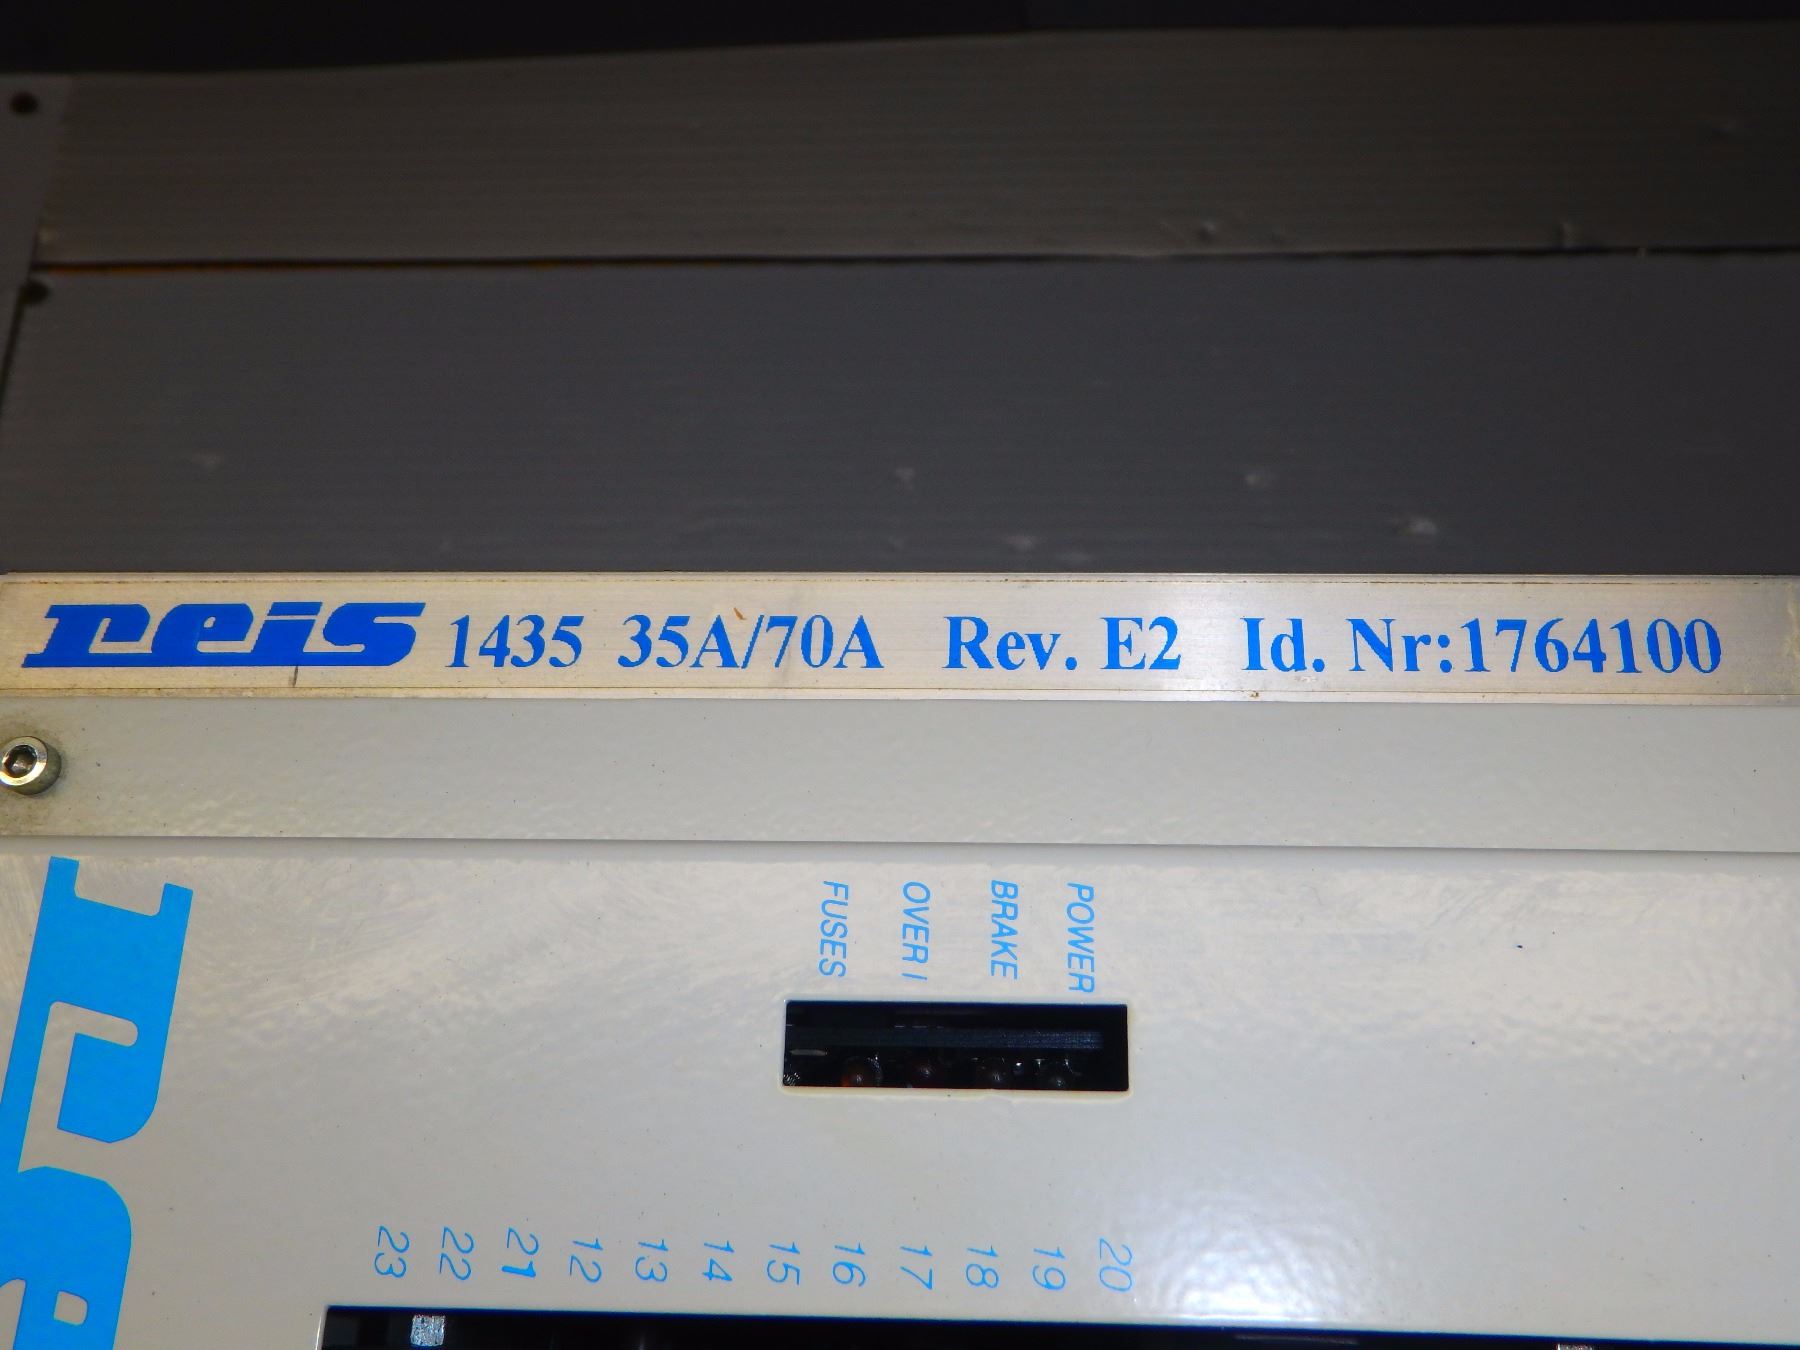 reis 1435 35A/70A Rev. E2 Id. Nr:1764100
FUSES
OVER I
BRAKE
POWER
23
22
21
12
13
14
15
16
17
18
19
20